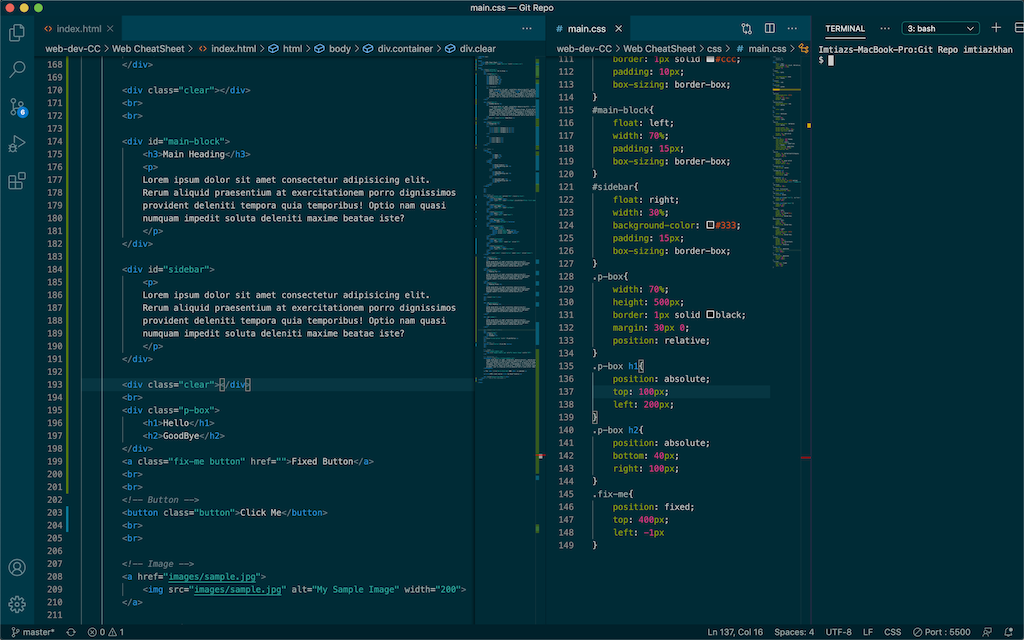 main.css — Git Repo
index.html
web-dev-CC > Web CheatSheet > index.html > html > body > div.container > div.clear
168 </div>
169
170 <div class="clear"></div>
171 <br>
172 <br>
173
174 <div id="main-block">
175 <h3>Main Heading</h3>
176 <p>
177 Lorem ipsum dolor sit amet consectetur adipisicing elit.
178 Rerum aliquid praesentium at exercitationem porro dignissimos
179 provident deleniti tempora quia temporibus! Optio nam quasi
180 numquam impedit soluta deleniti maxime beatae iste?
181 </p>
182 </div>
183
184 <div id="sidebar">
185 <p>
186 Lorem ipsum dolor sit amet consectetur adipisicing elit.
187 Rerum aliquid praesentium at exercitationem porro dignissimos
188 provident deleniti tempora quia temporibus! Optio nam quasi
189 numquam impedit soluta deleniti maxime beatae iste?
190 </p>
191 </div>
192
193 <div class="clear"></div>
194 <br>
195 <div class="p-box">
196 <h1>Hello</h1>
197 <h2>GoodBye</h2>
198 </div>
199 <a class="fix-me button" href="">Fixed Button</a>
200 <br>
201 <br>
202 <!-- Button -->
203 <button class="button">Click Me</button>
204 <br>
205 <br>
206
207 <!-- Image -->
208 <a href="images/sample.jpg">
209 <img src="images/sample.jpg" alt="My Sample Image" width="200">
210 </a>
211
# main.css
web-dev-CC > Web CheatSheet > css > # main.css >
111 border: 1px solid #ccc;
112 padding: 10px;
113 box-sizing: border-box;
114 }
115 #main-block{
116 float: left;
117 width: 70%;
118 padding: 15px;
119 box-sizing: border-box;
120 }
121 #sidebar{
122 float: right;
123 width: 30%;
124 background-color: #333;
125 padding: 15px;
126 box-sizing: border-box;
127 }
128 .p-box{
129 width: 70%;
130 height: 500px;
131 border: 1px solid black;
132 margin: 30px 0;
133 position: relative;
134 }
135 .p-box h1{
136 position: absolute;
137 top: 100px;
138 left: 200px;
139 }
140 .p-box h2{
141 position: absolute;
142 bottom: 40px;
143 right: 100px;
144 }
145 .fix-me{
146 position: fixed;
147 top: 400px;
148 left: -1px
149 }
TERMINAL
3: bash
Imtiazs-MacBook-Pro:Git Repo imtiazkhan
$
6
master* 0 1 Ln 137, Col 16 Spaces: 4 UTF-8 LF CSS Port : 5500